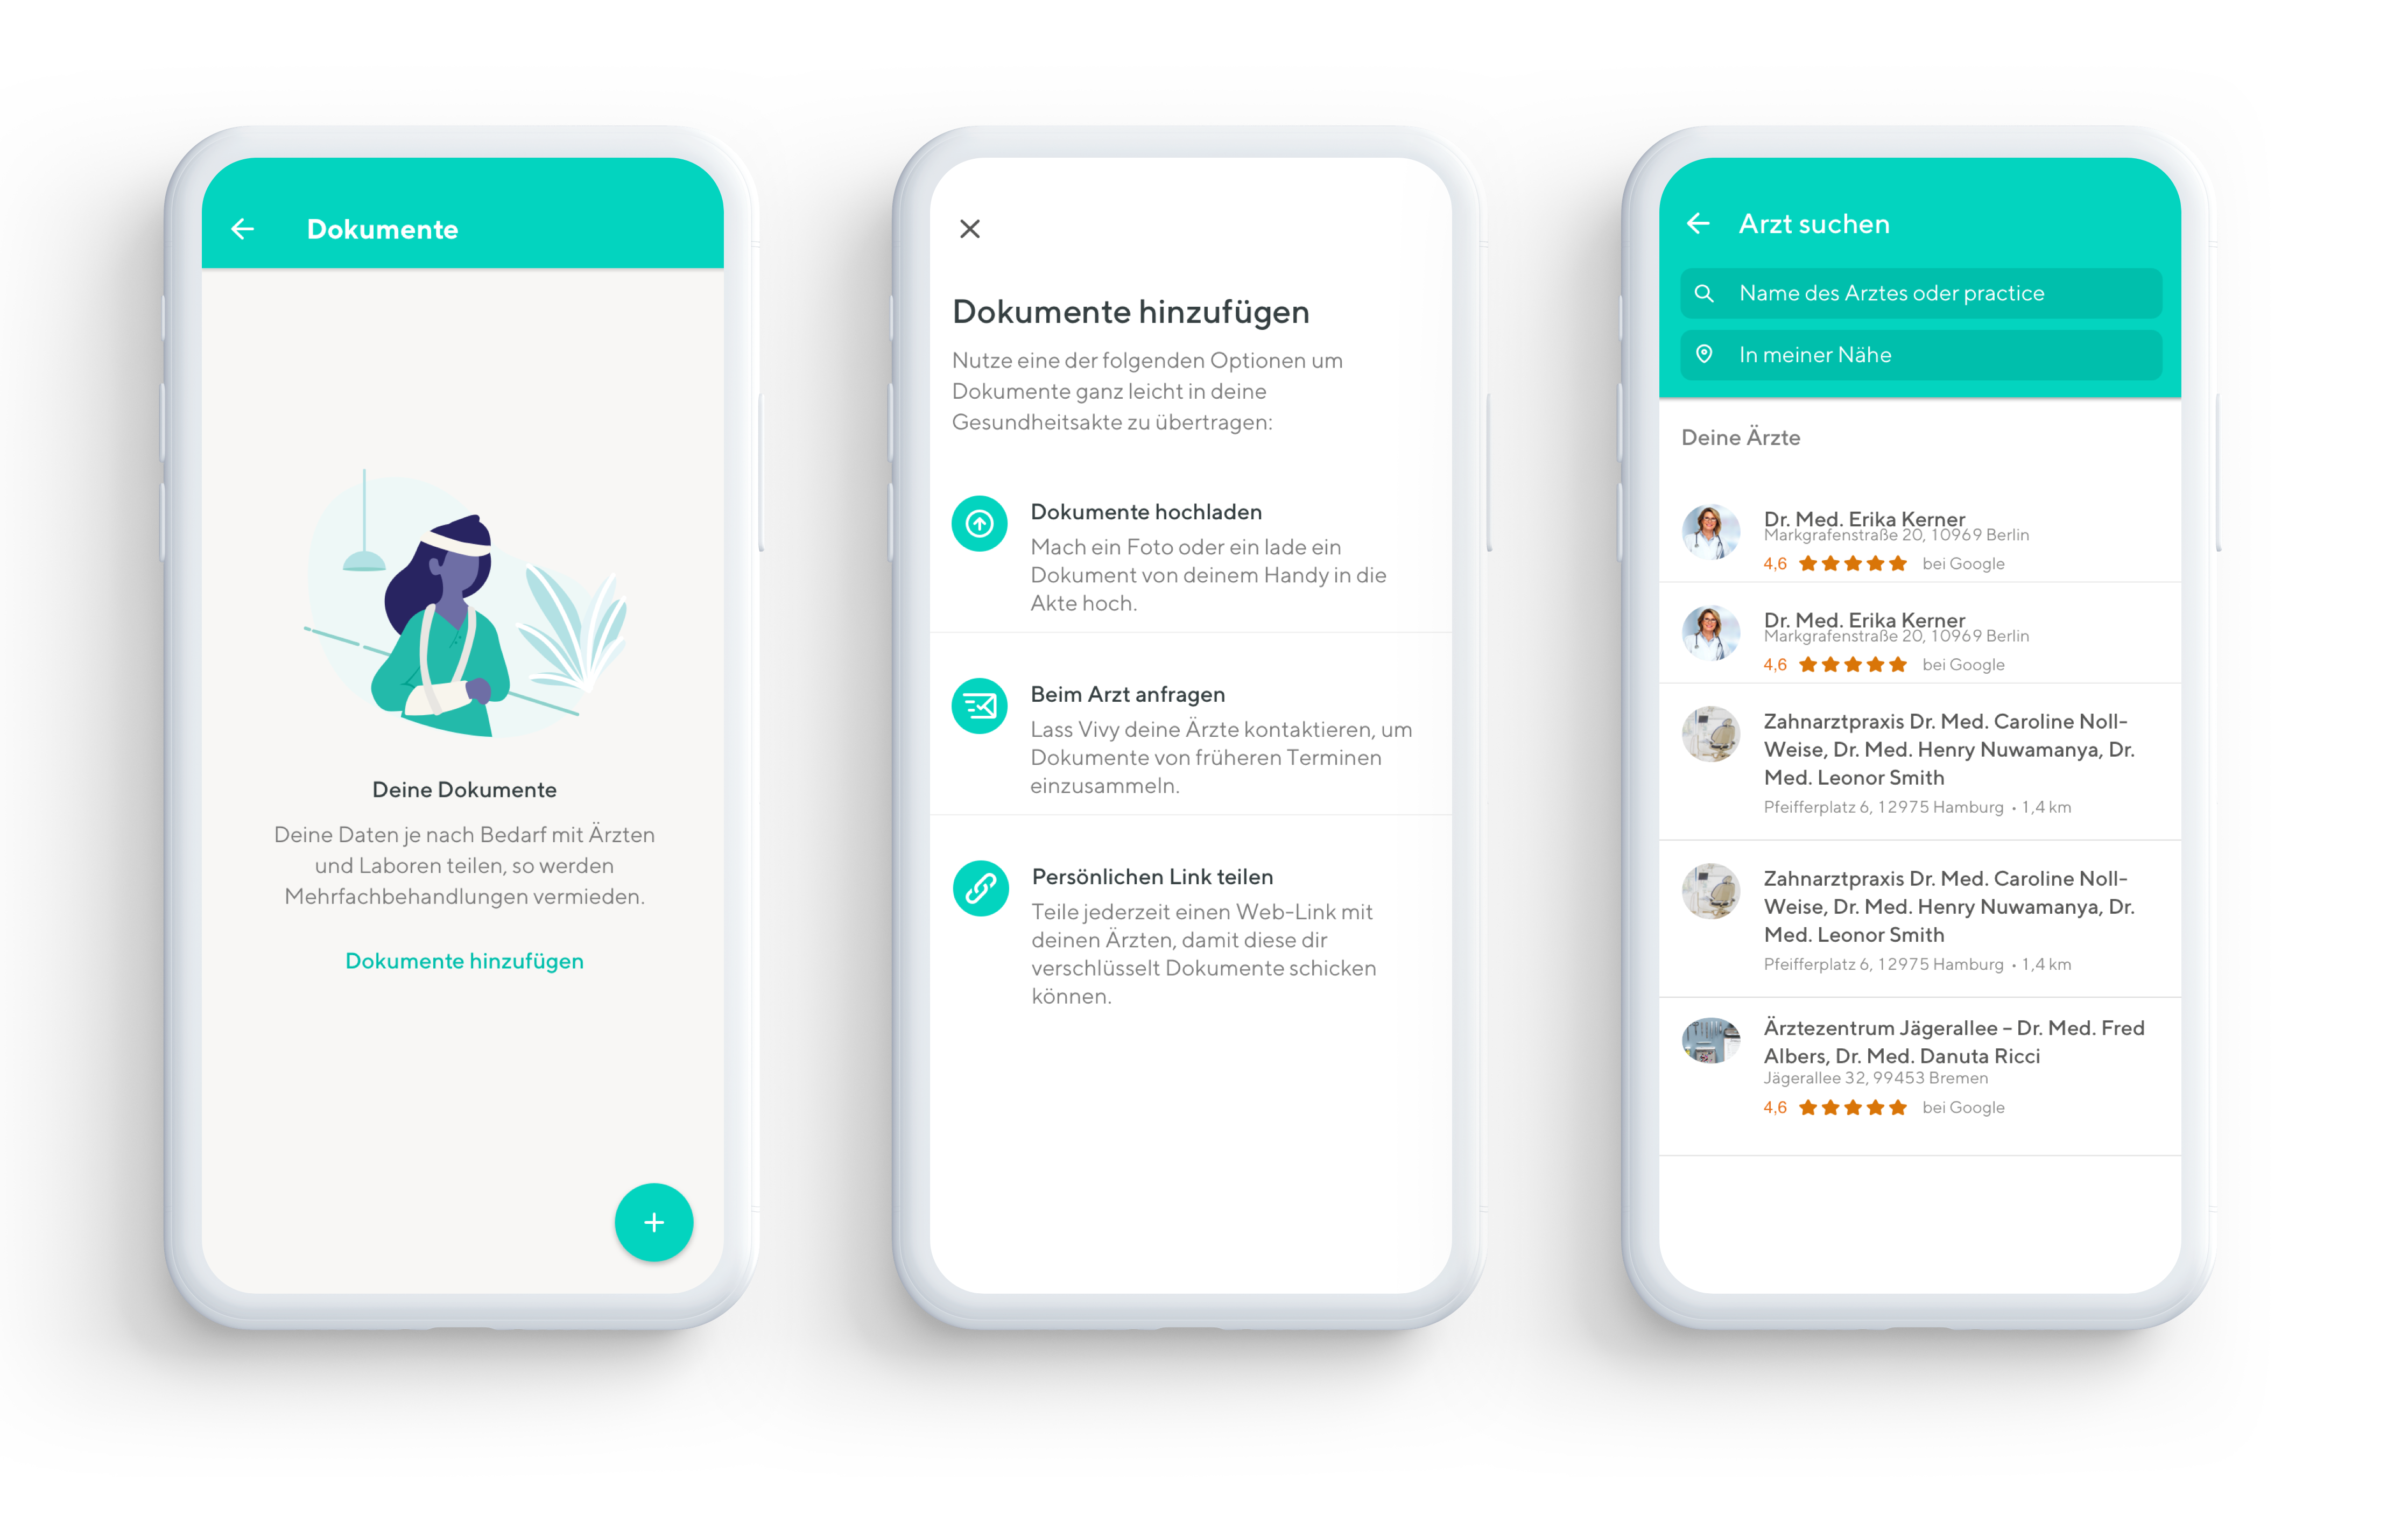 Dokumente
Deine Dokumente
Deine Daten je nach Bedarf mit Ärzten
und Laboren teilen, so werden
Mehrfachbehandlungen vermieden.
Dokumente hinzufügen
Dokumente hinzufügen
Nutze eine der folgenden Optionen um
Dokumente ganz leicht in deine
Gesundheitsakte zu übertragen:
Dokumente hochladen
Mach ein Foto oder ein lade ein
Dokument von deinem Handy in die
Akte hoch.
Beim Arzt anfragen
Lass Vivy deine Ärzte kontaktieren, um
Dokumente von früheren Terminen
einzusammeln.
Persönlichen Link teilen
Teile jederzeit einen Web-Link mit
deinen Ärzten, damit diese dir
verschlüsselt Dokumente schicken
können.
Arzt suchen
Name des Arztes oder practice
In meiner Nähe
Deine Ärzte
Dr. Med. Erika Kerner
Markgrafenstraße 20, 10969 Berlin
4,6 bei Google
Dr. Med. Erika Kerner
Markgrafenstraße 20, 10969 Berlin
4,6 bei Google
Zahnarztpraxis Dr. Med. Caroline Noll-
Weise, Dr. Med. Henry Nuwamanya, Dr.
Med. Leonor Smith
Pfeifferplatz 6, 12975 Hamburg • 1,4 km
Zahnarztpraxis Dr. Med. Caroline Noll-
Weise, Dr. Med. Henry Nuwamanya, Dr.
Med. Leonor Smith
Pfeifferplatz 6, 12975 Hamburg • 1,4 km
Ärztezentrum Jägerallee – Dr. Med. Fred
Albers, Dr. Med. Danuta Ricci
Jägerallee 32, 99453 Bremen
4,6 bei Google